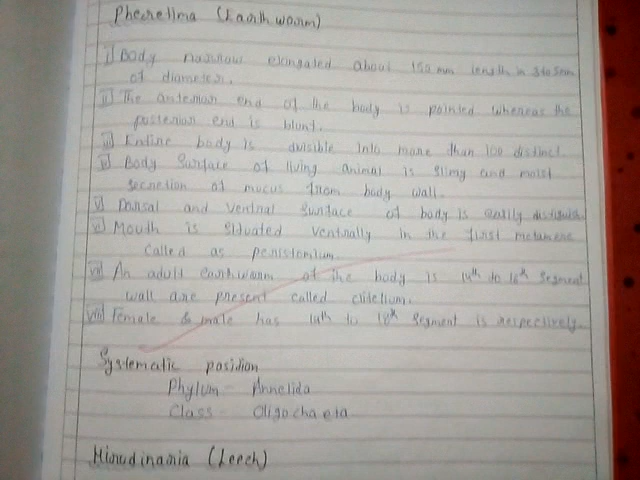 Pheretima (Earthworm)
i) Body narrow elongated about 150 mm length in 3to5mm
of diameter.
ii) The anterior end of the body is pointed whereas the
posterior end is blunt.
iii) Entire body is divisible into more than 100 distinct.
iv) Body Surface of living animal is slimy and moist
secretion of mucus from body wall.
v) Dorsal and ventral surface of body is easily distinguish
vi) Mouth is situated ventrally in the first metamere
called as peristomium.
vii) An adult earthworm of the body is 14th to 16th segment
wall are present called clitellum.
viii) Female & male has 14th to 18th segment is respectively.
Systematic position
Phylum - Annelida
Class - Oligochaeta
Hirudinaria (Leech)